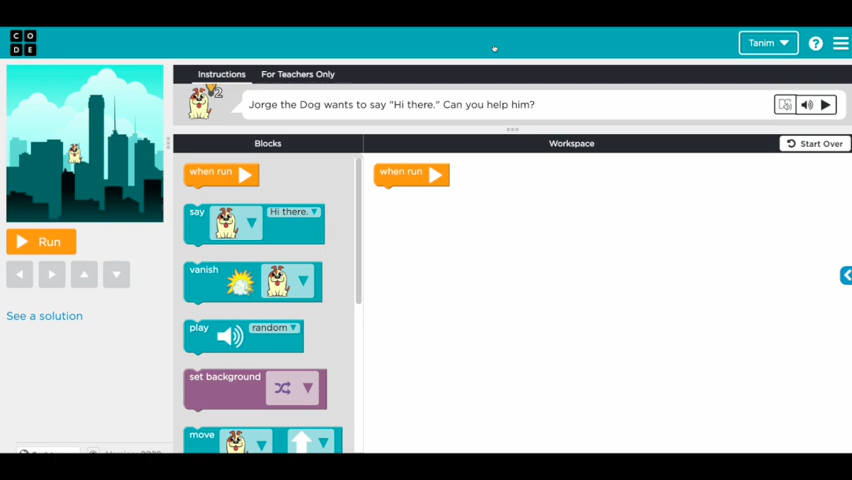 C O
D E
Tanim
?
Instructions
For Teachers Only
2
Jorge the Dog wants to say "Hi there." Can you help him?
Blocks
Workspace
Start Over
when run
when run
say
Hi there.
vanish
Run
play
random
See a solution
set background
move